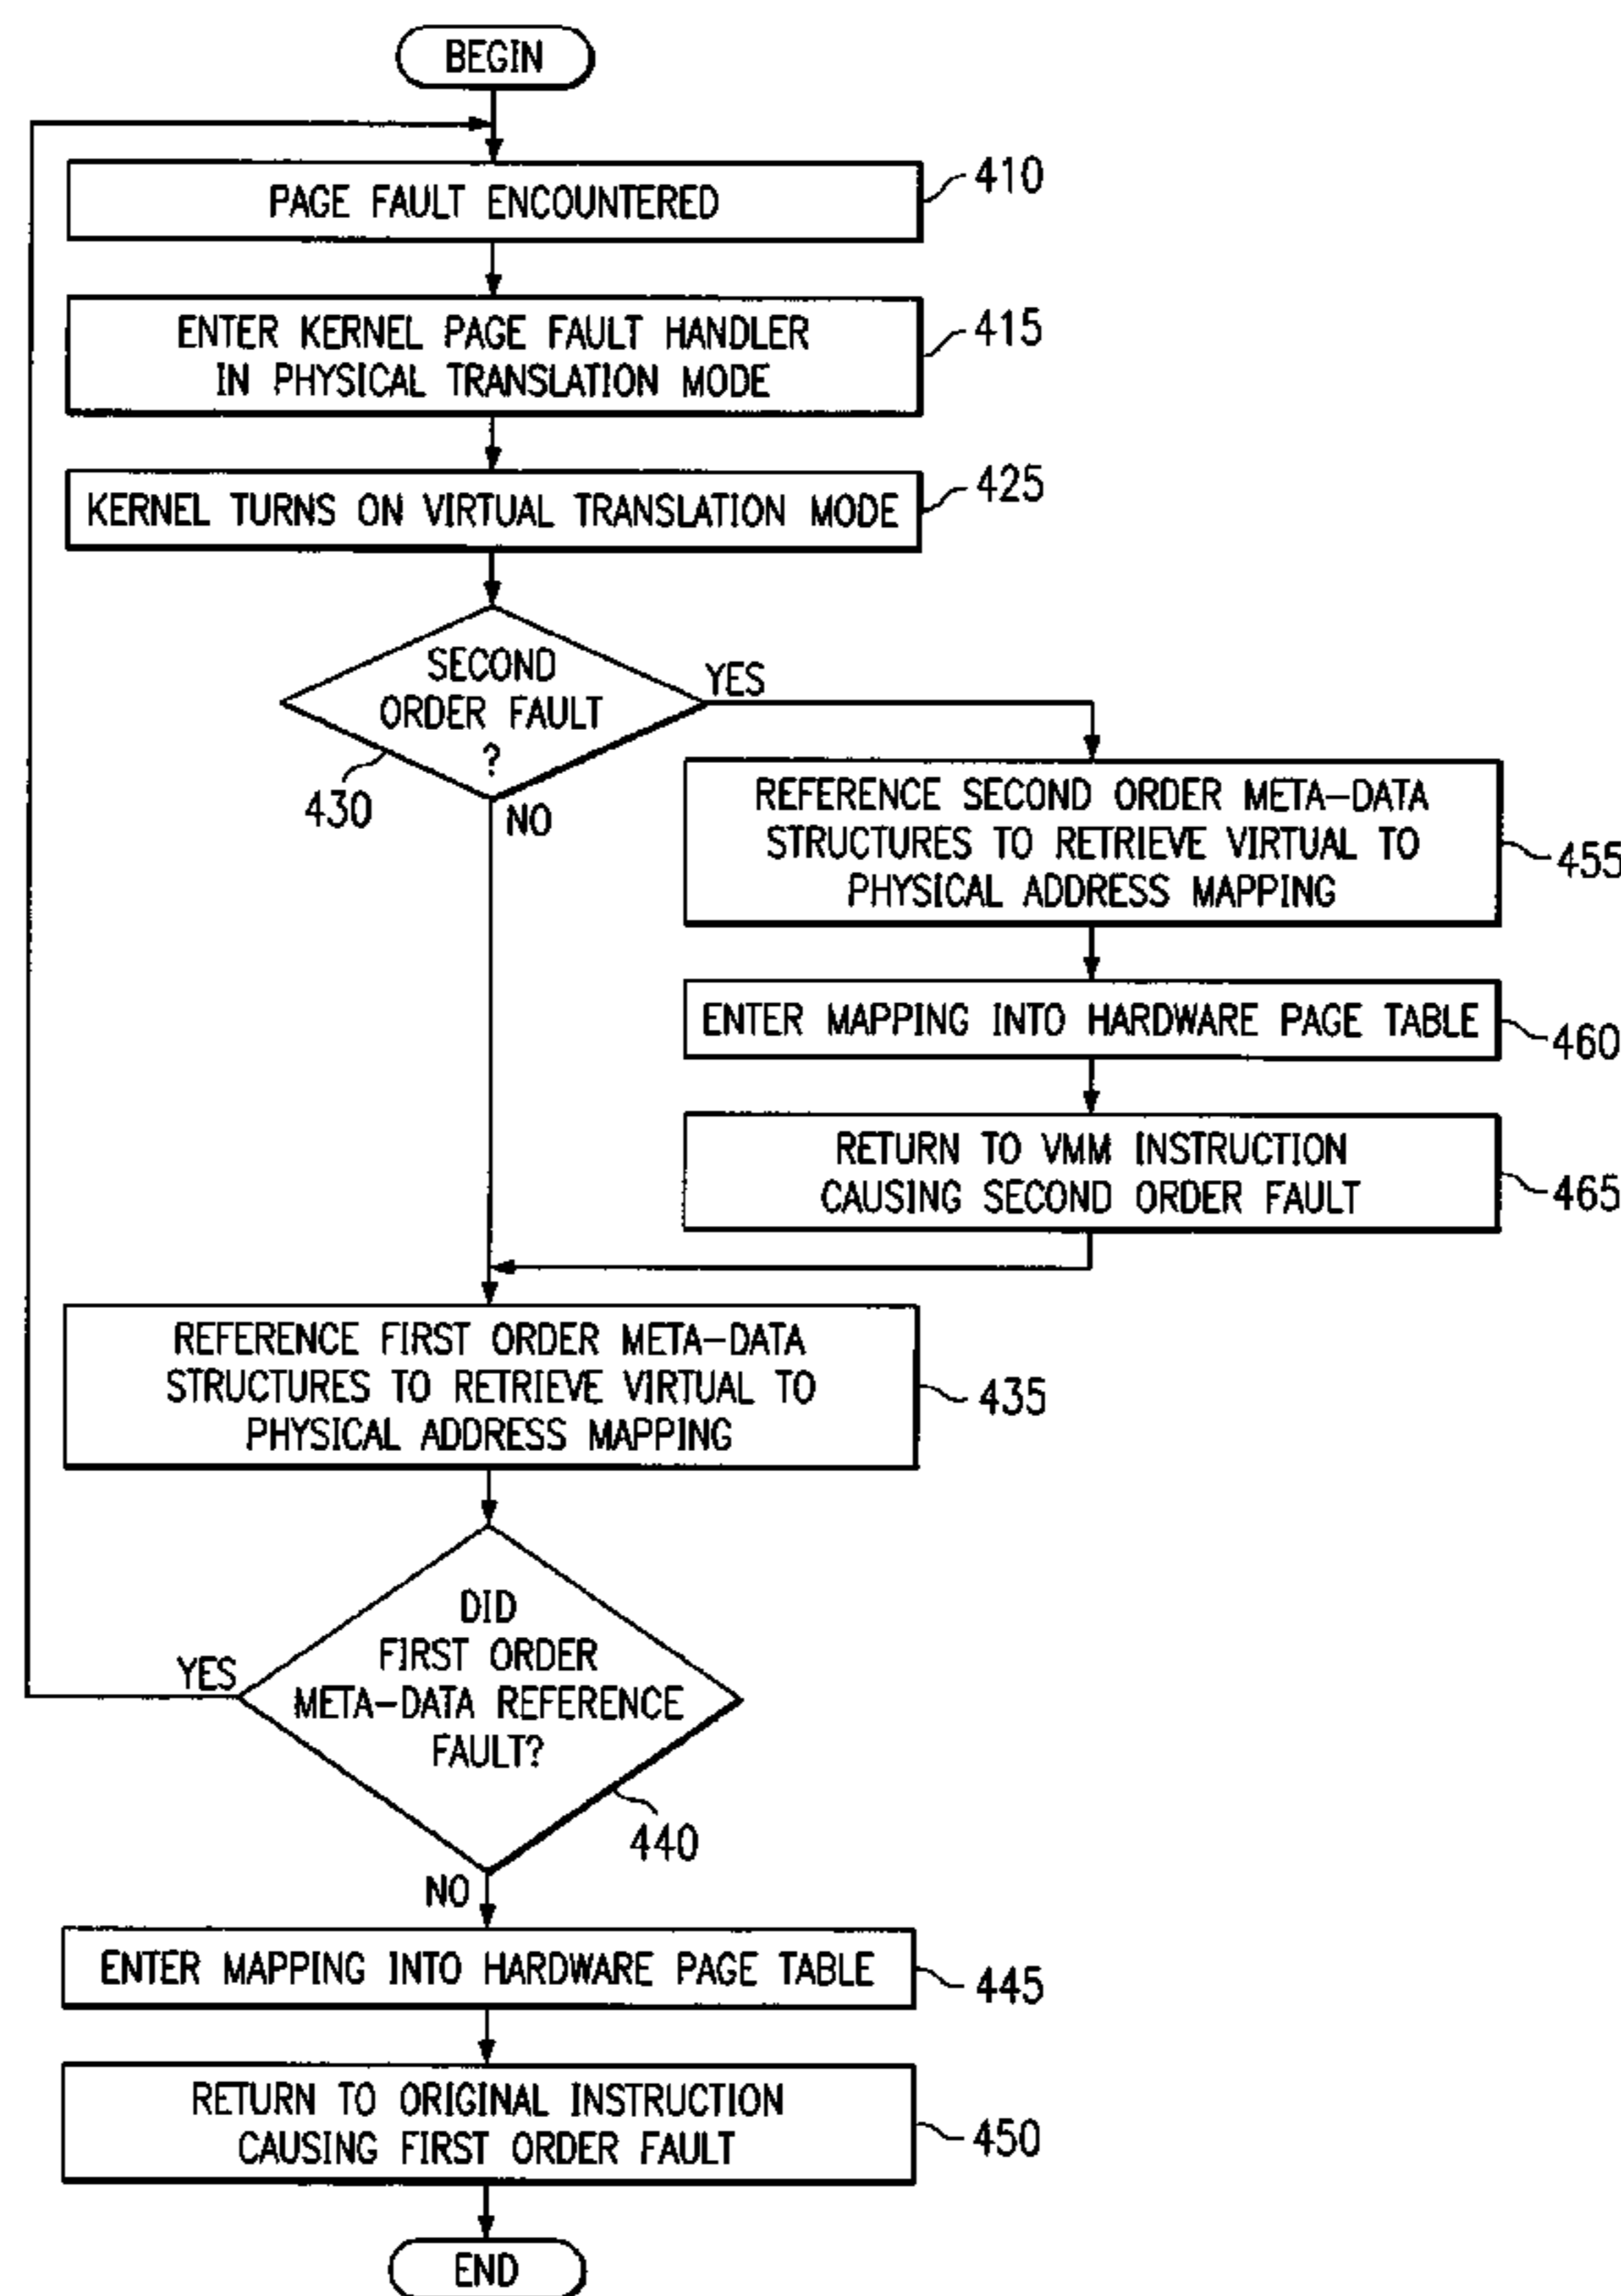 BEGIN
PAGE FAULT ENCOUNTERED
410
ENTER KERNEL PAGE FAULT HANDLER
IN PHYSICAL TRANSLATION MODE
415
KERNEL TURNS ON VIRTUAL TRANSLATION MODE
425
SECOND
ORDER FAULT
?
430
YES
NO
REFERENCE SECOND ORDER META-DATA
STRUCTURES TO RETRIEVE VIRTUAL TO
PHYSICAL ADDRESS MAPPING
455
ENTER MAPPING INTO HARDWARE PAGE TABLE
460
RETURN TO VMM INSTRUCTION
CAUSING SECOND ORDER FAULT
465
REFERENCE FIRST ORDER META-DATA
STRUCTURES TO RETRIEVE VIRTUAL TO
PHYSICAL ADDRESS MAPPING
435
DID
FIRST ORDER
META-DATA REFERENCE
FAULT?
YES
440
NO
ENTER MAPPING INTO HARDWARE PAGE TABLE
445
RETURN TO ORIGINAL INSTRUCTION
CAUSING FIRST ORDER FAULT
450
END